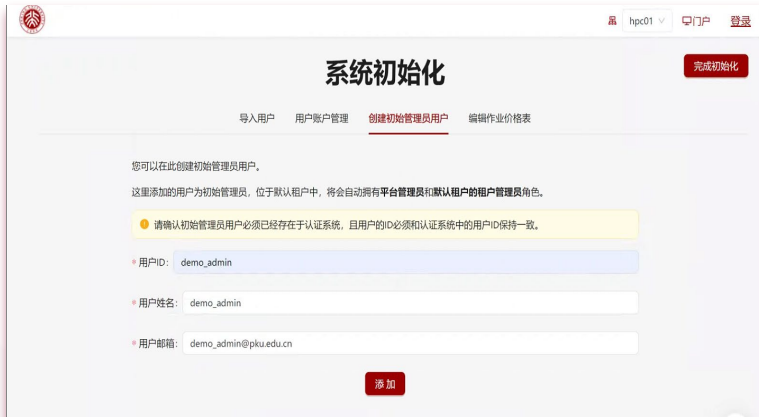 hpc01 门户 登录
系统初始化
完成初始化
导入用户 用户账户管理 创建初始管理员用户 编辑作业价格表
您可以在此创建初始管理员用户。
这里添加的用户为初始管理员，位于默认租户中，将会自动拥有平台管理员和默认租户的租户管理员角色。
请确认初始管理员用户必须已经存在于认证系统，且用户的ID必须和认证系统中的用户ID保持一致。
* 用户ID： demo_admin
* 用户姓名： demo_admin
* 用户邮箱： demo_admin@pku.edu.cn
添 加